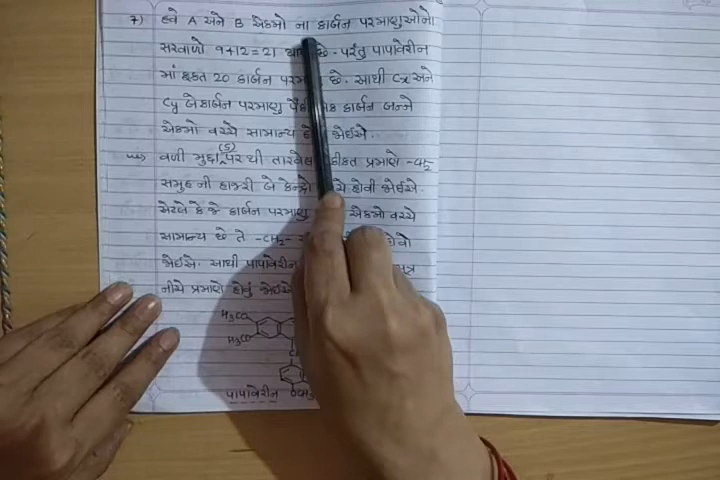 7) હવે A અને B એકમો ના કાર્બન પરમાણુઓનો
સરવાળો 9+12=21 થાય છે. પરંતુ પાપાવેરીન
માં ફક્ત 20 કાર્બન પરમા છે. આથી Cx અને
Cy બે કાર્બન પરમાણુ પૈકી એક કાર્બન બન્ને
એકમો વચ્ચે સામાન્ય હો જોઈએ.
વળી મુદ્દા (5) પર થી તારવેલ હકીકત પ્રમાણે -CH2
સમુહ ની હાજરી બે કેન્દ્રો વચ્ચે હોવી જોઈએ.
એટલે કે જે કાર્બન પરમાણુ એકમો વચ્ચે
સામાન્ય છે તે -CH2- હોવો
જોઈએ. આથી પાપાવેરીન સૂત્ર
નીચે પ્રમાણે હોવું જોઈએ
H3CO
H3CO
પાપાવેરીન OCH3